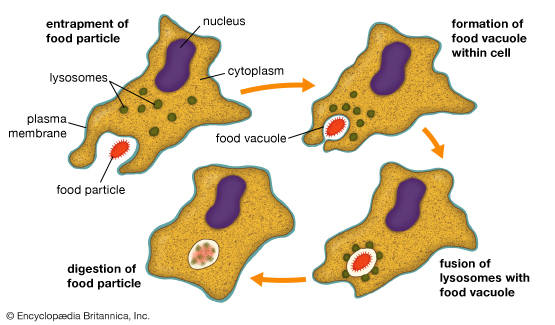 entrapment of
food particle
nucleus
lysosomes
cytoplasm
plasma
membrane
food particle
formation of
food vacuole
within cell
food vacuole
fusion of
lysosomes with
food vacuole
digestion of
food particle
© Encyclopædia Britannica, Inc.